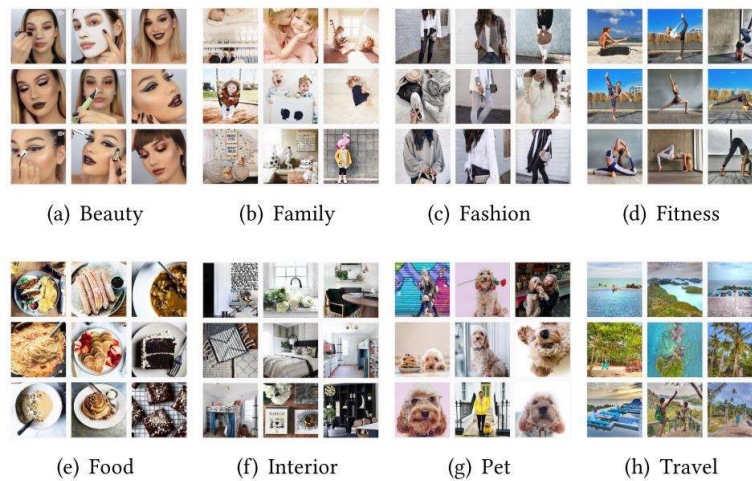 (a) Beauty
(b) Family
(c) Fashion
(d) Fitness
(e) Food
(f) Interior
(g) Pet
(h) Travel